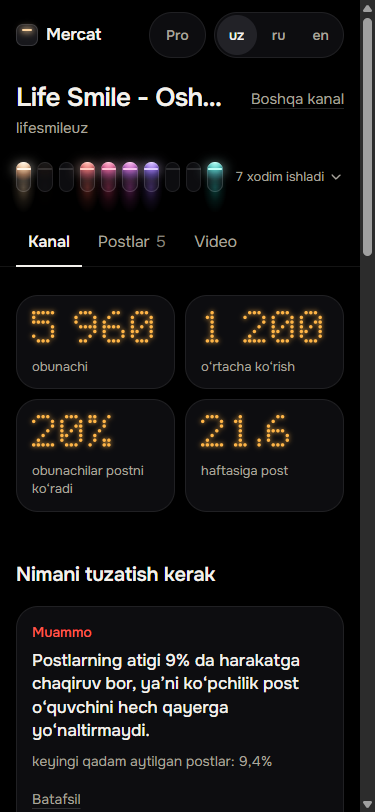 Mercat
Pro
uz
ru
en
Life Smile - Osh...
Boshqa kanal
lifesmileuz
7 xodim ishladi
Kanal
Postlar 5
Video
5 960
obunachi
1 200
o‘rtacha ko‘rish
20%
obunachilar postni
ko‘radi
21.6
haftasiga post
Nimani tuzatish kerak
Muammo
Postlarning atigi 9% da harakatga
chaqiruv bor, ya’ni ko‘pchilik post
o‘quvchini hech qayerga
yo‘naltirmaydi.
keyingi qadam aytilgan postlar: 9,4%
Batafsil